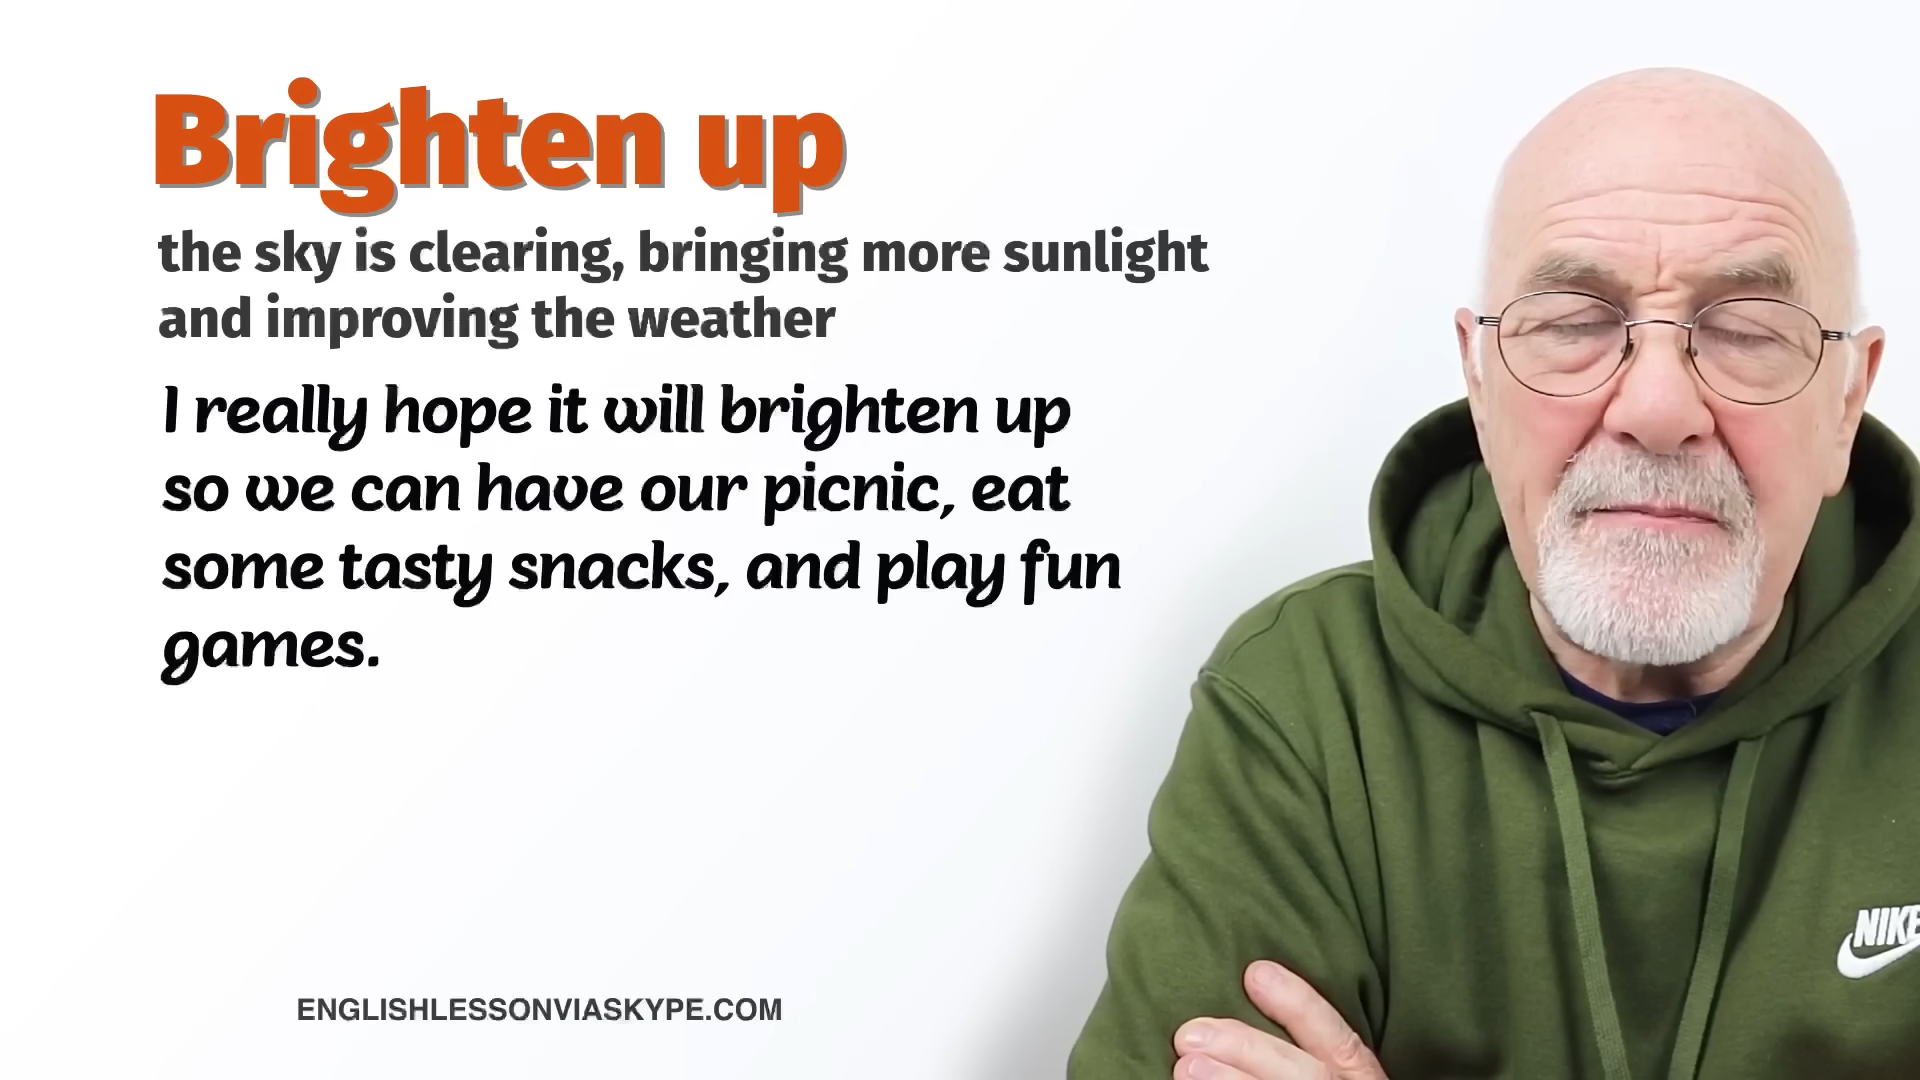 Brighten up
the sky is clearing, bringing more sunlight
and improving the weather
I really hope it will brighten up
so we can have our picnic, eat
some tasty snacks, and play fun
games.
NIKE
ENGLISHLESSONVIASKYPE.COM